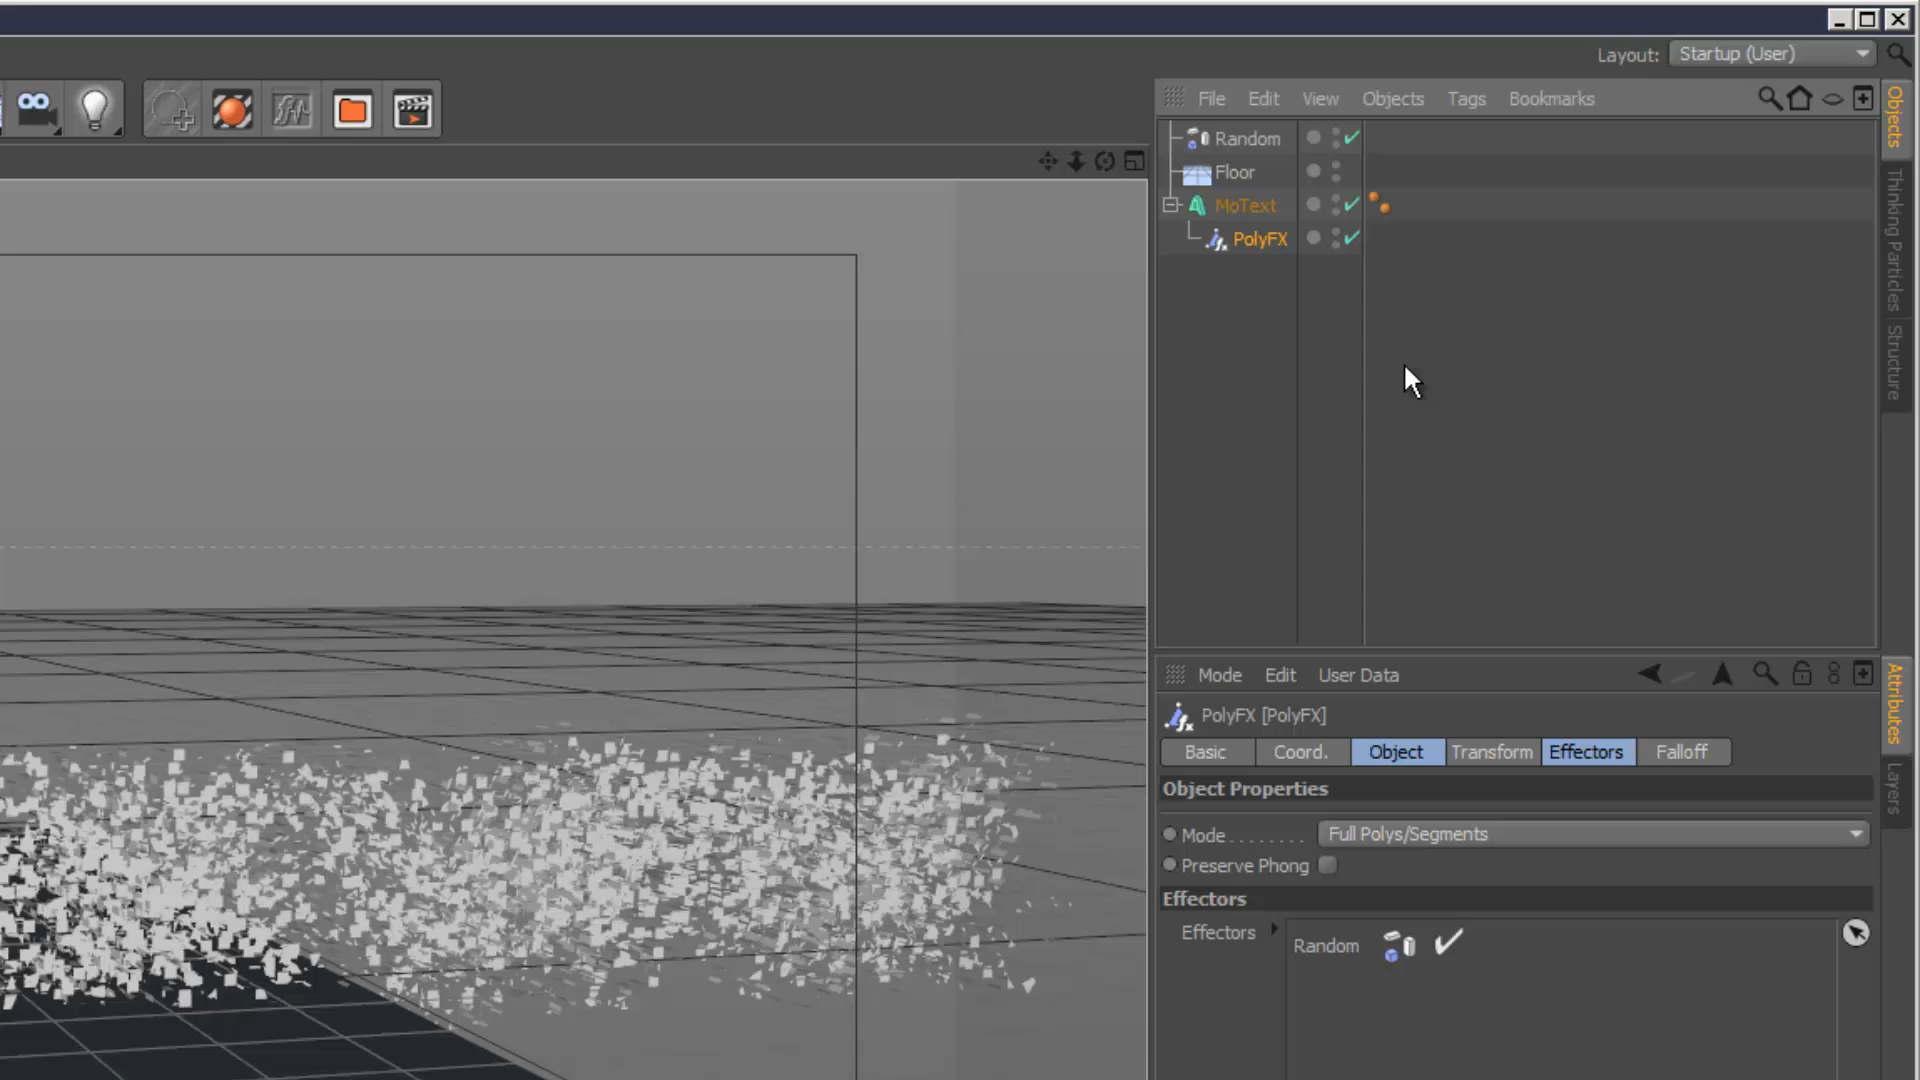 Layout: Startup (User)
File Edit View Objects Tags Bookmarks
Objects
Thinking Particles
Structure
Random
Floor
MoText
PolyFX
Mode Edit User Data
Attributes
Layers
PolyFX [PolyFX]
Basic Coord. Object Transform Effectors Falloff
Object Properties
Mode . . . . . . . . Full Polys/Segments
Preserve Phong
Effectors
Effectors
Random